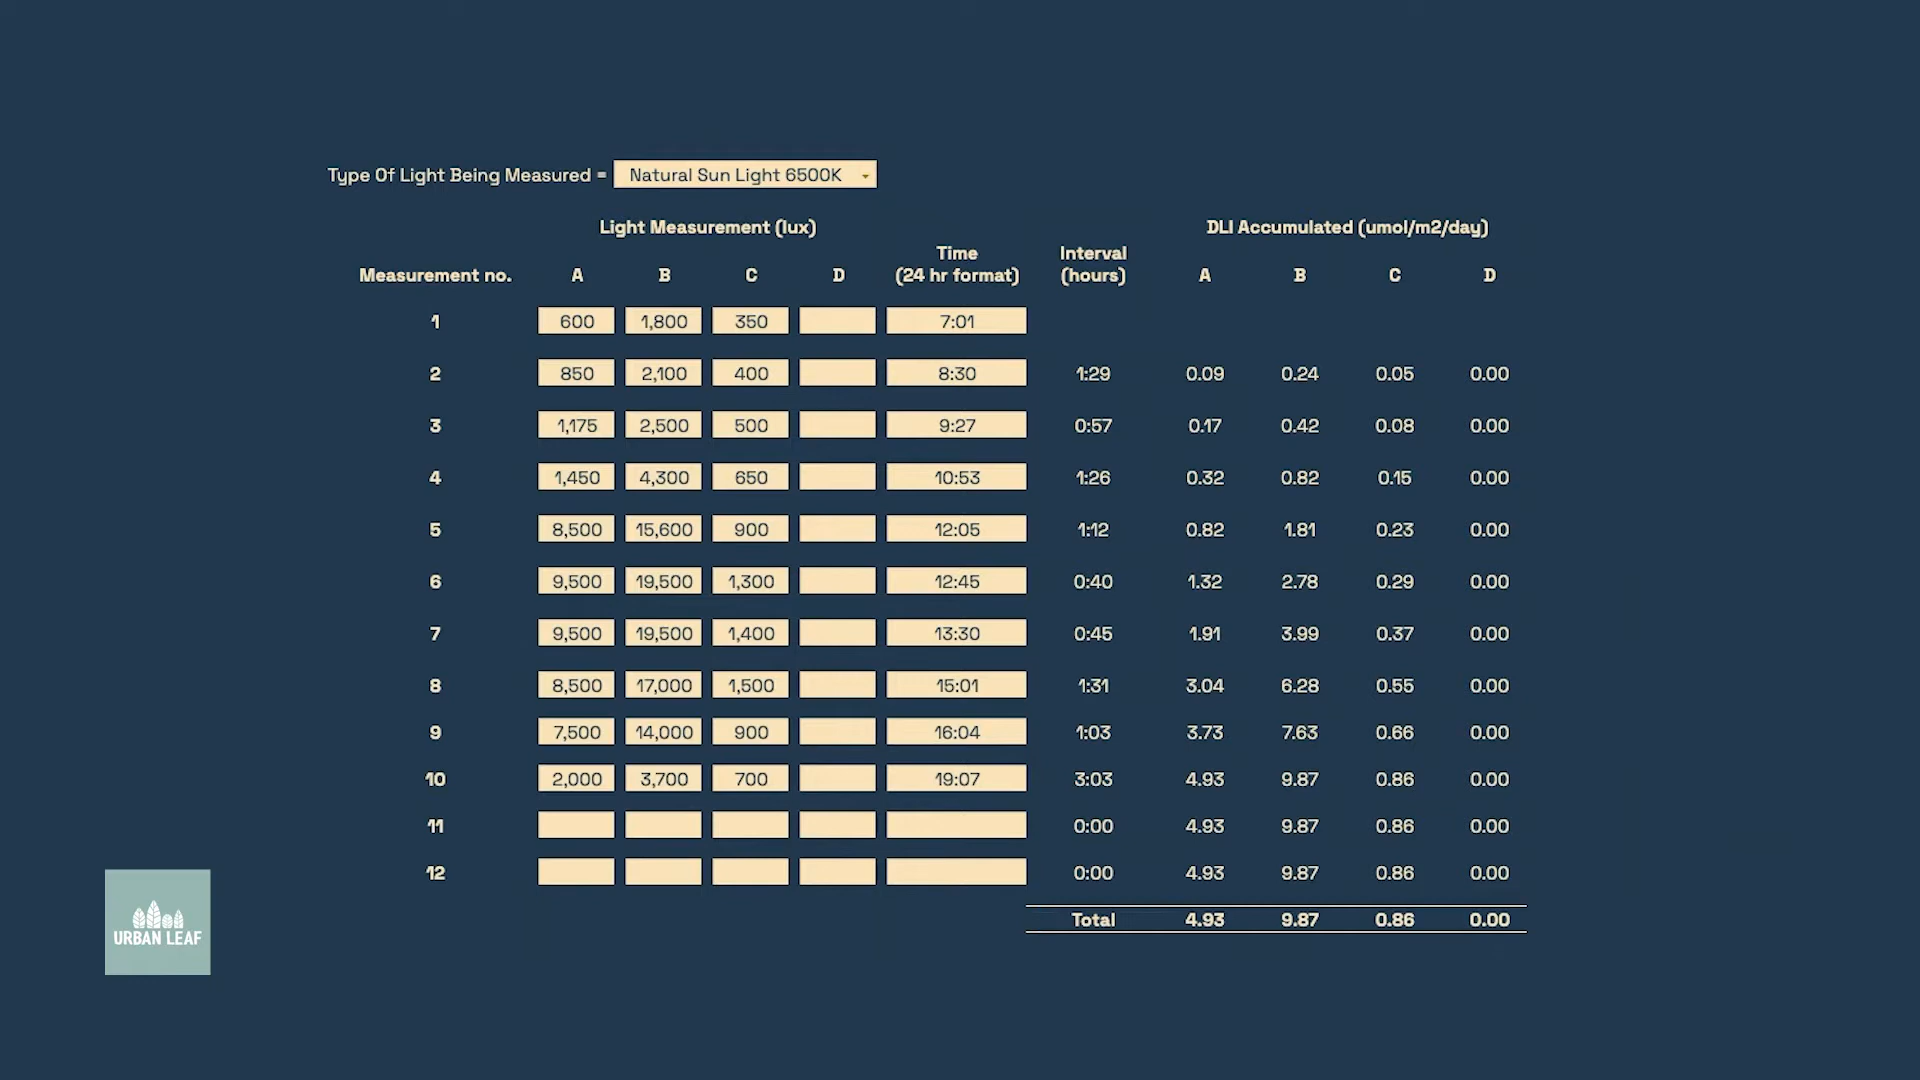 Type Of Light Being Measured = Natural Sun Light 6500K
Light Measurement (lux) DLI Accumulated (umol/m2/day)
Time Interval
Measurement no. A B C D (24 hr format) (hours) A B C D
1 600 1,800 350 7:01
2 850 2,100 400 8:30 1:29 0.09 0.24 0.05 0.00
3 1,175 2,500 500 9:27 0:57 0.17 0.42 0.08 0.00
4 1,450 4,300 650 10:53 1:26 0.32 0.82 0.15 0.00
5 8,500 15,600 900 12:05 1:12 0.82 1.81 0.23 0.00
6 9,500 19,500 1,300 12:45 0:40 1.32 2.78 0.29 0.00
7 9,500 19,500 1,400 13:30 0:45 1.91 3.99 0.37 0.00
8 8,500 17,000 1,500 15:01 1:31 3.04 6.28 0.55 0.00
9 7,500 14,000 900 16:04 1:03 3.73 7.63 0.66 0.00
10 2,000 3,700 700 19:07 3:03 4.93 9.87 0.86 0.00
11 0:00 4.93 9.87 0.86 0.00
12 0:00 4.93 9.87 0.86 0.00
Total 4.93 9.87 0.86 0.00
URBAN LEAF